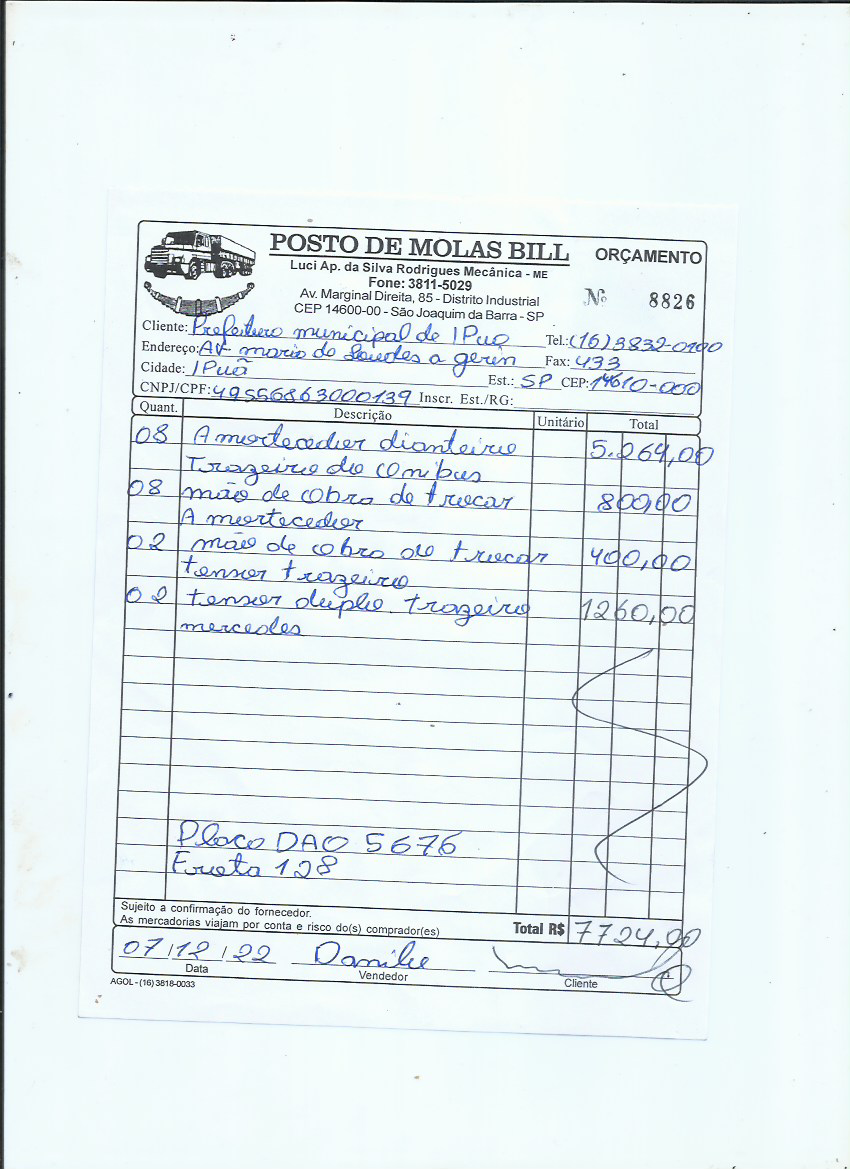 POSTO DE MOLAS BILL
ORÇAMENTO
Luci Ap. da Silva Rodrigues Mecânica - ME
Fone: 3811-5029
Av. Marginal Direita, 85 - Distrito Industrial
CEP 14600-00 - São Joaquim da Barra - SP
Nº 8826
Cliente: Prefeitura municipal de IPuã Tel.: (16) 3832-0100
Endereço: AV. maria de Lourdes a gerin Fax: 433
Cidade: IPuã Est.: SP CEP: 14610-000
CNPJ/CPF: 49556863000139 Inscr. Est./RG:
Quant. Descrição Unitário Total
08 Amortecedor dianteiro 5.264,00
Trazeiro do onibus
08 mão de obra de trocar 800,00
Amortecedor
02 mão de obra de trocar 400,00
tensor trazeiro
02 tensor duplo trazeiro 1260,00
mercedes
Placa DAO 5676
Frota 128
Sujeito a confirmação do fornecedor.
As mercadorias viajam por conta e risco do(s) comprador(es)
Total R$ 7724,00
07/12/22 Danilo
Data Vendedor Cliente
AGOL - (16) 3818-0033